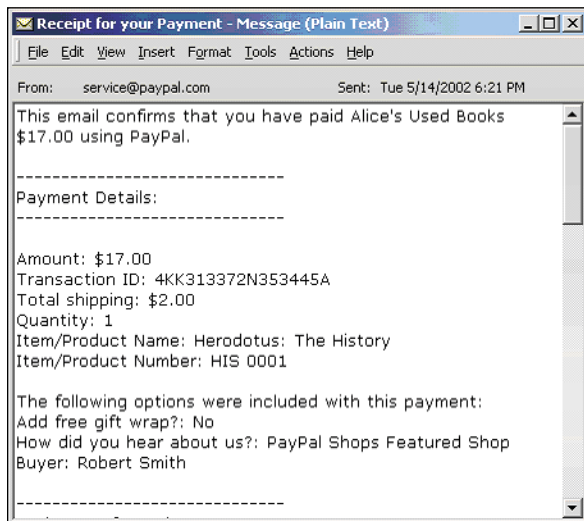 Receipt for your Payment - Message (Plain Text)
File Edit View Insert Format Tools Actions Help
From: service@paypal.com Sent: Tue 5/14/2002 6:21 PM
This email confirms that you have paid Alice's Used Books
$17.00 using PayPal.
------------------------------
Payment Details:
------------------------------
Amount: $17.00
Transaction ID: 4KK313372N353445A
Total shipping: $2.00
Quantity: 1
Item/Product Name: Herodotus: The History
Item/Product Number: HIS 0001
The following options were included with this payment:
Add free gift wrap?: No
How did you hear about us?: PayPal Shops Featured Shop
Buyer: Robert Smith
------------------------------